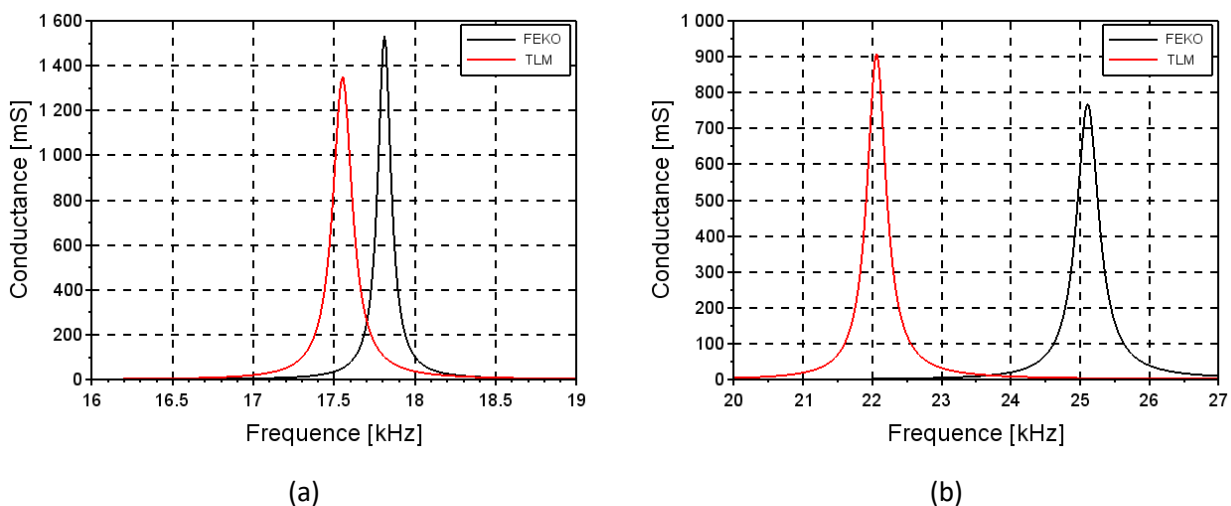 1 600
1 400
1 200
1 000
800
600
400
200
0
Conductance [mS]
FEKO
TLM
16 16.5 17 17.5 18 18.5 19
Frequence [kHz]
(a)
1 000
900
800
700
600
500
400
300
200
100
0
Conductance [mS]
FEKO
TLM
20 21 22 23 24 25 26 27
Frequence [kHz]
(b)